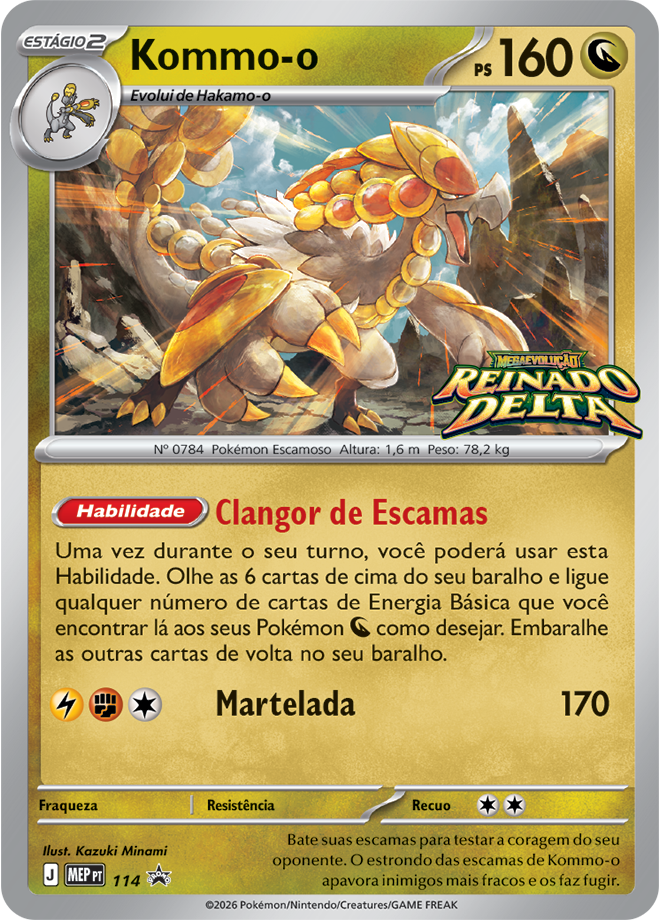 ESTÁGIO 2
Kommo-o
PS 160
Evolui de Hakamo-o
MEGAEVOLUÇÃO
REINADO
DELTA
Nº 0784 Pokémon Escamoso Altura: 1,6 m Peso: 78,2 kg
Habilidade Clangor de Escamas
Uma vez durante o seu turno, você poderá usar esta
Habilidade. Olhe as 6 cartas de cima do seu baralho e ligue
qualquer número de cartas de Energia Básica que você
encontrar lá aos seus Pokémon como desejar. Embaralhe
as outras cartas de volta no seu baralho.
Martelada 170
Fraqueza Resistência Recuo
Ilust. Kazuki Minami
Bate suas escamas para testar a coragem do seu
oponente. O estrondo das escamas de Kommo-o
apavora inimigos mais fracos e os faz fugir.
J MEP PT 114 PROMO
©2026 Pokémon/Nintendo/Creatures/GAME FREAK